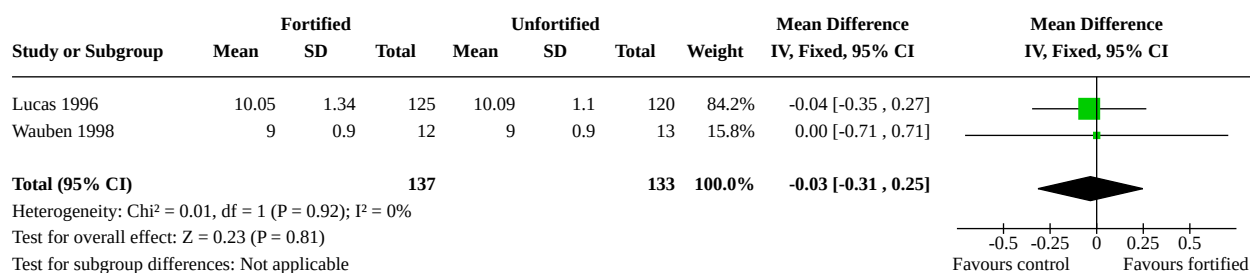 Fortified Unfortified Mean Difference Mean Difference
Study or Subgroup Mean SD Total Mean SD Total Weight IV, Fixed, 95% CI IV, Fixed, 95% CI
Lucas 1996 10.05 1.34 125 10.09 1.1 120 84.2% -0.04 [-0.35 , 0.27]
Wauben 1998 9 0.9 12 9 0.9 13 15.8% 0.00 [-0.71 , 0.71]
Total (95% CI) 137 133 100.0% -0.03 [-0.31 , 0.25]
Heterogeneity: Chi² = 0.01, df = 1 (P = 0.92); I² = 0%
Test for overall effect: Z = 0.23 (P = 0.81)
-0.5 -0.25 0 0.25 0.5
Test for subgroup differences: Not applicable Favours control Favours fortified